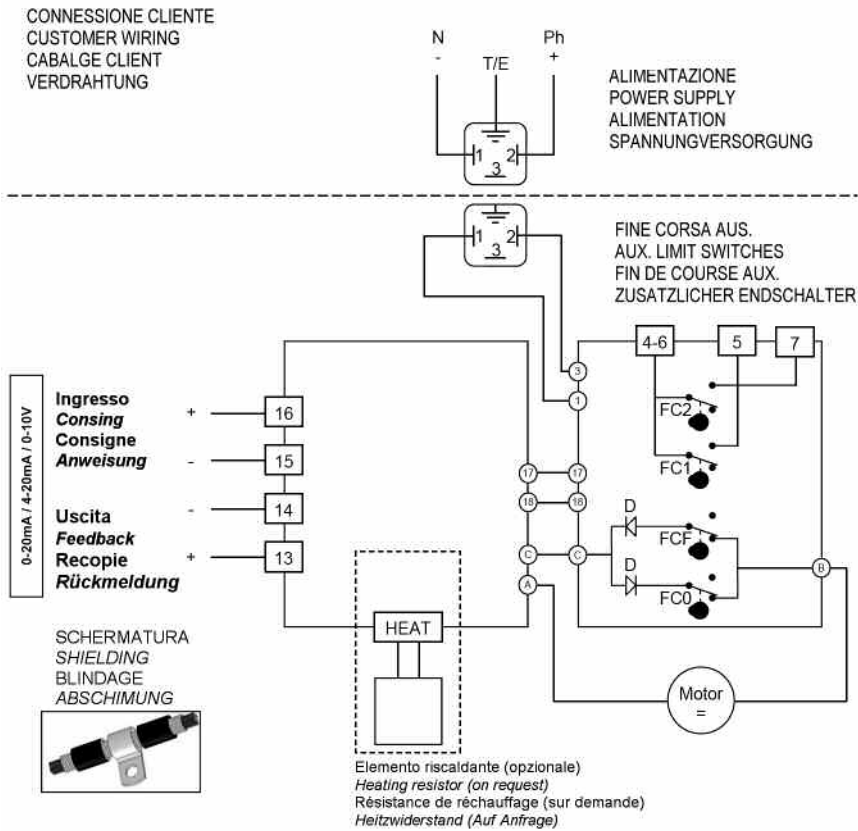 CONNESSIONE CLIENTE
CUSTOMER WIRING
CABALGE CLIENT
VERDRAHTUNG
N
-
T/E
Ph
+
ALIMENTAZIONE
POWER SUPPLY
ALIMENTATION
SPANNUNGVERSORGUNG
1 2
3
1 2
3
FINE CORSA AUS.
AUX. LIMIT SWITCHES
FIN DE COURSE AUX.
ZUSATZLICHER ENDSCHALTER
4-6 5 7
3
1
FC2
FC1
0-20mA / 4-20mA / 0-10V
Ingresso
Consing
Consigne
Anweisung
+ 16
- 15
Uscita
Feedback
Recopie
Rückmeldung
- 14
+ 13
17 17
18 18
C C
A
D
D
FCF
FC0
B
HEAT
Motor
=
SCHERMATURA
SHIELDING
BLINDAGE
ABSCHIMUNG
Elemento riscaldante (opzionale)
Heating resistor (on request)
Résistance de réchauffage (sur demande)
Heitzwiderstand (Auf Anfrage)